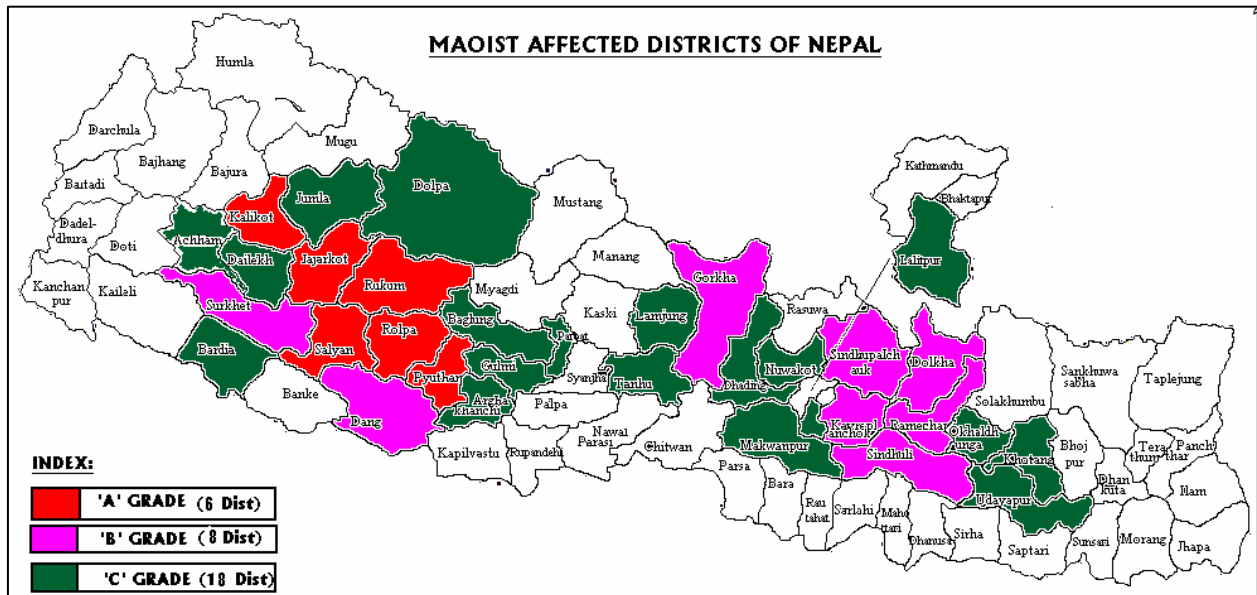 MAOIST AFFECTED DISTRICTS OF NEPAL
Humla
Darchula
Bajhang
Bajura
Mugu
Baitadi
Dadel-
dhura
Doti
Kanchan
pur
Kailali
Achham
Kalikot
Jumla
Dolpa
Dailekh
Jajarkot
Rukum
Surkhet
Salyan
Rolpa
Bardia
Banke
Dang
Pyuthan
Mustang
Manang
Myagdi
Baglung
Parbat
Gulmi
Argha
khanchi
Kaski
Syanjha
Palpa
Kapilvastu
Rupandehi
Nawal
Parasi
Lamjung
Tanhu
Gorkha
Dhading
Nuwakot
Rasuwa
Chitwan
Makwanpur
Parsa
Bara
Rau
tahat
Sarlahi
Maho
ttari
Dhanusa
Sirha
Saptari
Sunsari
Morang
Jhapa
Kathmandu
Bhaktapur
Lalitpur
Sindhupalch
auk
Dolkha
Kavrepl
anchok
Ramechap
Sindhuli
Solakhumbu
Okhaldh
unga
Khotang
Udayapur
Sankhuwa
sabha
Taplejung
Bhoj
pur
Tera
thum
Panch
thar
Dhan
kuta
Ilam
INDEX:
'A' GRADE (6 Dist)
'B' GRADE (8 Dist)
'C' GRADE (18 Dist)